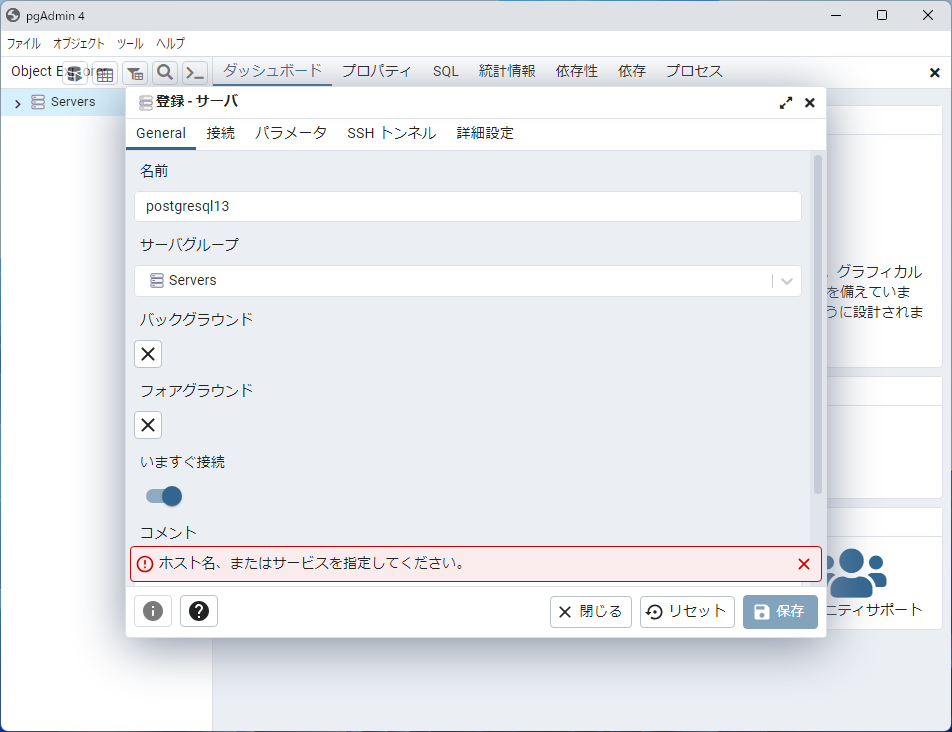 pgAdmin 4
ファイル オブジェクト ツール ヘルプ
Object Explorer
ダッシュボード プロパティ SQL 統計情報 依存性 依存 プロセス
Servers
登録 - サーバ
General 接続 パラメータ SSH トンネル 詳細設定
名前
postgresql13
サーバグループ
Servers
、グラフィカル
を備えていま
うに設計されま
バックグラウンド
フォアグラウンド
いますぐ接続
コメント
ホスト名、またはサービスを指定してください。
閉じる リセット 保存
ニティサポート